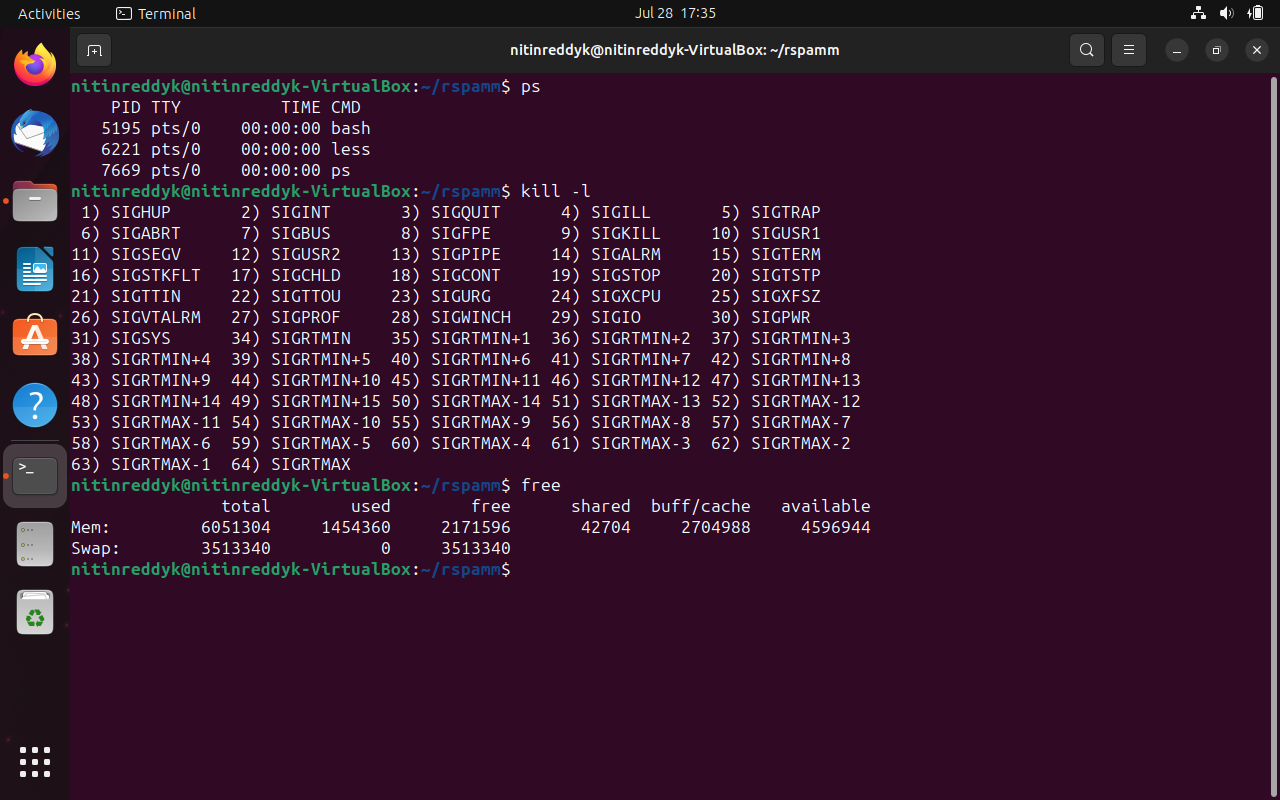 Activities Terminal Jul 28 17:35
nitinreddyk@nitinreddyk-VirtualBox: ~/rspamm
nitinreddyk@nitinreddyk-VirtualBox:~/rspamm$ ps
    PID TTY          TIME CMD
   5195 pts/0    00:00:00 bash
   6221 pts/0    00:00:00 less
   7669 pts/0    00:00:00 ps
nitinreddyk@nitinreddyk-VirtualBox:~/rspamm$ kill -l
 1) SIGHUP       2) SIGINT       3) SIGQUIT      4) SIGILL       5) SIGTRAP
 6) SIGABRT      7) SIGBUS       8) SIGFPE       9) SIGKILL     10) SIGUSR1
11) SIGSEGV     12) SIGUSR2     13) SIGPIPE     14) SIGALRM     15) SIGTERM
16) SIGSTKFLT   17) SIGCHLD     18) SIGCONT     19) SIGSTOP     20) SIGTSTP
21) SIGTTIN     22) SIGTTOU     23) SIGURG      24) SIGXCPU     25) SIGXFSZ
26) SIGVTALRM   27) SIGPROF     28) SIGWINCH    29) SIGIO       30) SIGPWR
31) SIGSYS      34) SIGRTMIN    35) SIGRTMIN+1  36) SIGRTMIN+2  37) SIGRTMIN+3
38) SIGRTMIN+4  39) SIGRTMIN+5  40) SIGRTMIN+6  41) SIGRTMIN+7  42) SIGRTMIN+8
43) SIGRTMIN+9  44) SIGRTMIN+10 45) SIGRTMIN+11 46) SIGRTMIN+12 47) SIGRTMIN+13
48) SIGRTMIN+14 49) SIGRTMIN+15 50) SIGRTMAX-14 51) SIGRTMAX-13 52) SIGRTMAX-12
53) SIGRTMAX-11 54) SIGRTMAX-10 55) SIGRTMAX-9  56) SIGRTMAX-8  57) SIGRTMAX-7
58) SIGRTMAX-6  59) SIGRTMAX-5  60) SIGRTMAX-4  61) SIGRTMAX-3  62) SIGRTMAX-2
63) SIGRTMAX-1  64) SIGRTMAX
nitinreddyk@nitinreddyk-VirtualBox:~/rspamm$ free
               total        used        free      shared  buff/cache   available
Mem:         6051304     1454360     2171596       42704     2704988     4596944
Swap:        3513340           0     3513340
nitinreddyk@nitinreddyk-VirtualBox:~/rspamm$